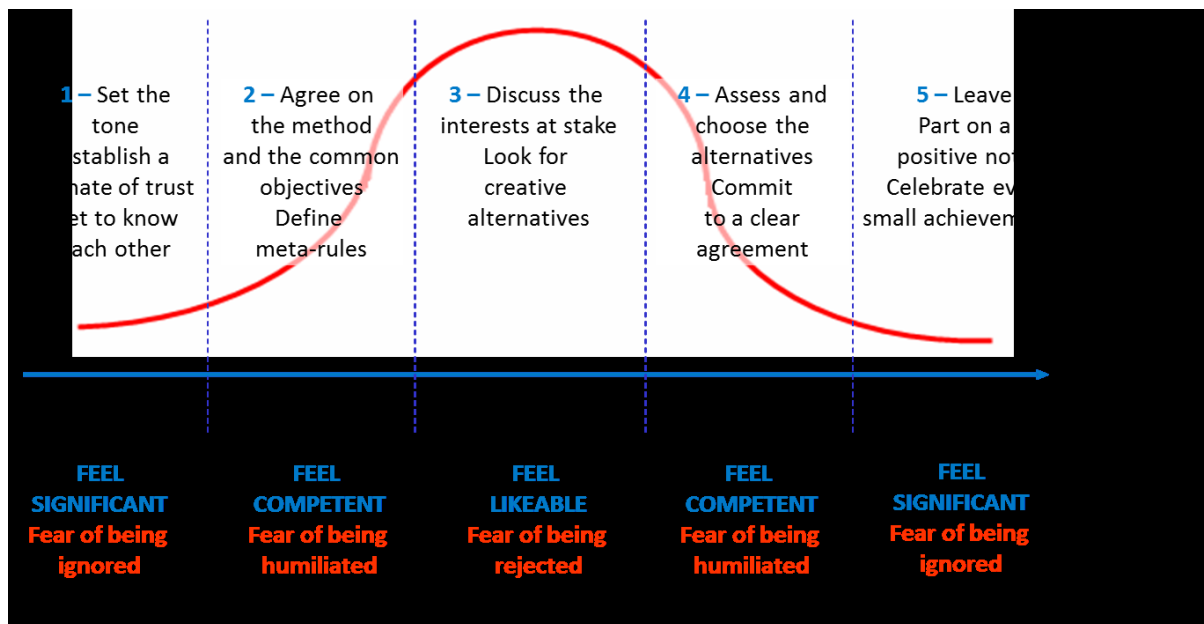 1 – Set the
tone
stablish a
nate of trust
et to know
ach other
2 – Agree on
the method
and the common
objectives
Define
meta-rules
3 – Discuss the
interests at stake
Look for
creative
alternatives
4 – Assess and
choose the
alternatives
Commit
to a clear
agreement
5 – Leave
Part on a
positive not
Celebrate ev
small achievem
FEEL
SIGNIFICANT
Fear of being
ignored
FEEL
COMPETENT
Fear of being
humiliated
FEEL
LIKEABLE
Fear of being
rejected
FEEL
COMPETENT
Fear of being
humiliated
FEEL
SIGNIFICANT
Fear of being
ignored